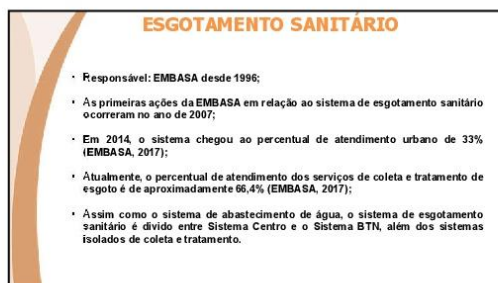 ESGOTAMENTO SANITÁRIO
• Responsável: EMBASA desde 1996;
• As primeiras ações da EMBASA em relação ao sistema de esgotamento sanitário
ocorreram no ano de 2007;
• Em 2014, o sistema chegou ao percentual de atendimento urbano de 33%
(EMBASA, 2017);
• Atualmente, o percentual de atendimento dos serviços de coleta e tratamento de
esgoto é de aproximadamente 66,4% (EMBASA, 2017);
• Assim como o sistema de abastecimento de água, o sistema de esgotamento
sanitário é divido entre Sistema Centro e o Sistema BTN, além dos sistemas
isolados de coleta e tratamento.